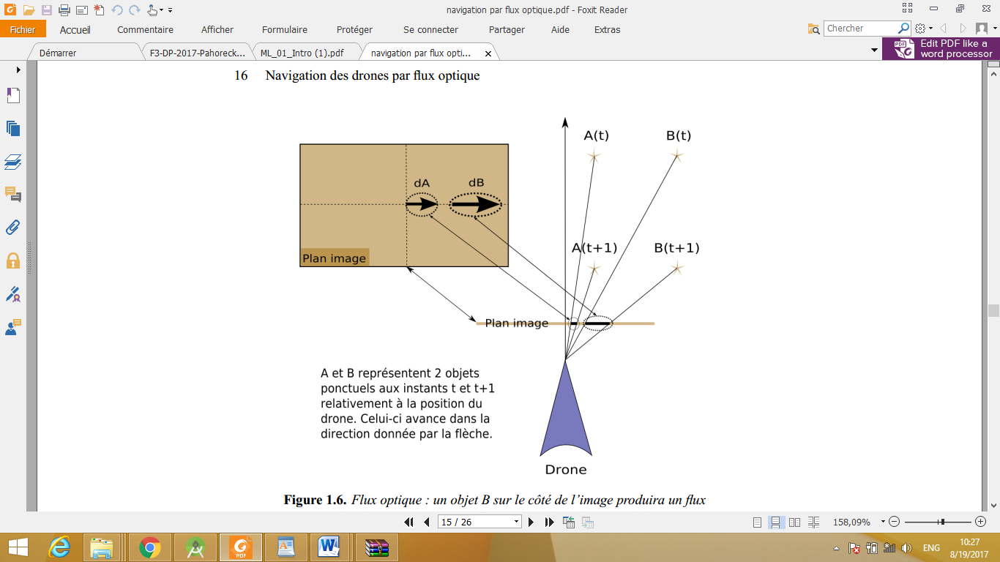 navigation par flux optique.pdf - Foxit Reader
Fichier Accueil Commentaire Afficher Formulaire Protéger Se connecter Partager Aide Extras Chercher
Démarrer F3-DP-2017-Pahoreck... ML_01_Intro (1).pdf navigation par flux opti... Edit PDF like a
word processor
16 Navigation des drones par flux optique
A(t) B(t)
dA dB
A(t+1) B(t+1)
Plan image
Plan image
A et B représentent 2 objets
ponctuels aux instants t et t+1
relativement à la position du
drone. Celui-ci avance dans la
direction donnée par la flèche.
Drone
Figure 1.6. Flux optique : un objet B sur le côté de l'image produira un flux
15 / 26 158,09%
PDF
ENG 10:27
8/19/2017